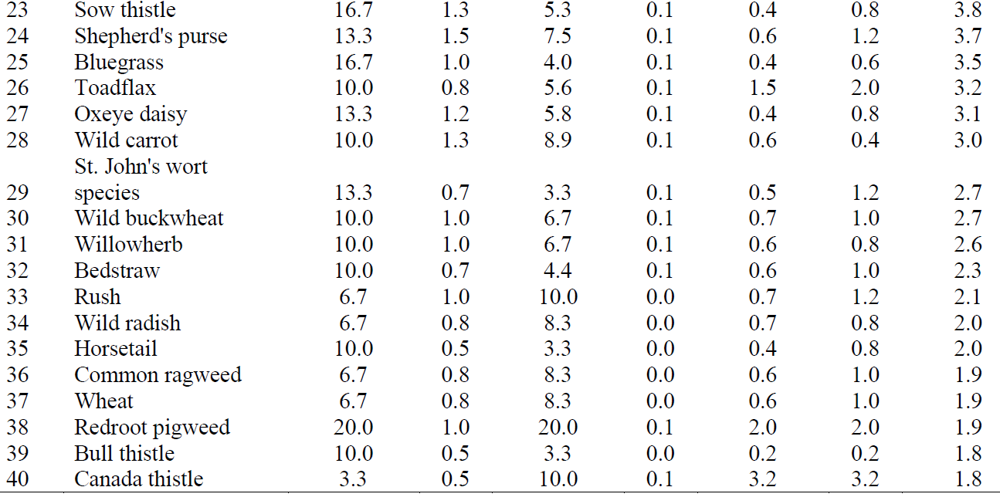 23 Sow thistle 16.7 1.3 5.3 0.1 0.4 0.8 3.8
24 Shepherd's purse 13.3 1.5 7.5 0.1 0.6 1.2 3.7
25 Bluegrass 16.7 1.0 4.0 0.1 0.4 0.6 3.5
26 Toadflax 10.0 0.8 5.6 0.1 1.5 2.0 3.2
27 Oxeye daisy 13.3 1.2 5.8 0.1 0.4 0.8 3.1
28 Wild carrot 10.0 1.3 8.9 0.1 0.6 0.4 3.0
St. John's wort
29 species 13.3 0.7 3.3 0.1 0.5 1.2 2.7
30 Wild buckwheat 10.0 1.0 6.7 0.1 0.7 1.0 2.7
31 Willowherb 10.0 1.0 6.7 0.1 0.6 0.8 2.6
32 Bedstraw 10.0 0.7 4.4 0.1 0.6 1.0 2.3
33 Rush 6.7 1.0 10.0 0.0 0.7 1.2 2.1
34 Wild radish 6.7 0.8 8.3 0.0 0.7 0.8 2.0
35 Horsetail 10.0 0.5 3.3 0.0 0.4 0.8 2.0
36 Common ragweed 6.7 0.8 8.3 0.0 0.6 1.0 1.9
37 Wheat 6.7 0.8 8.3 0.0 0.6 1.0 1.9
38 Redroot pigweed 20.0 1.0 20.0 0.1 2.0 2.0 1.9
39 Bull thistle 10.0 0.5 3.3 0.0 0.2 0.2 1.8
40 Canada thistle 3.3 0.5 10.0 0.1 3.2 3.2 1.8